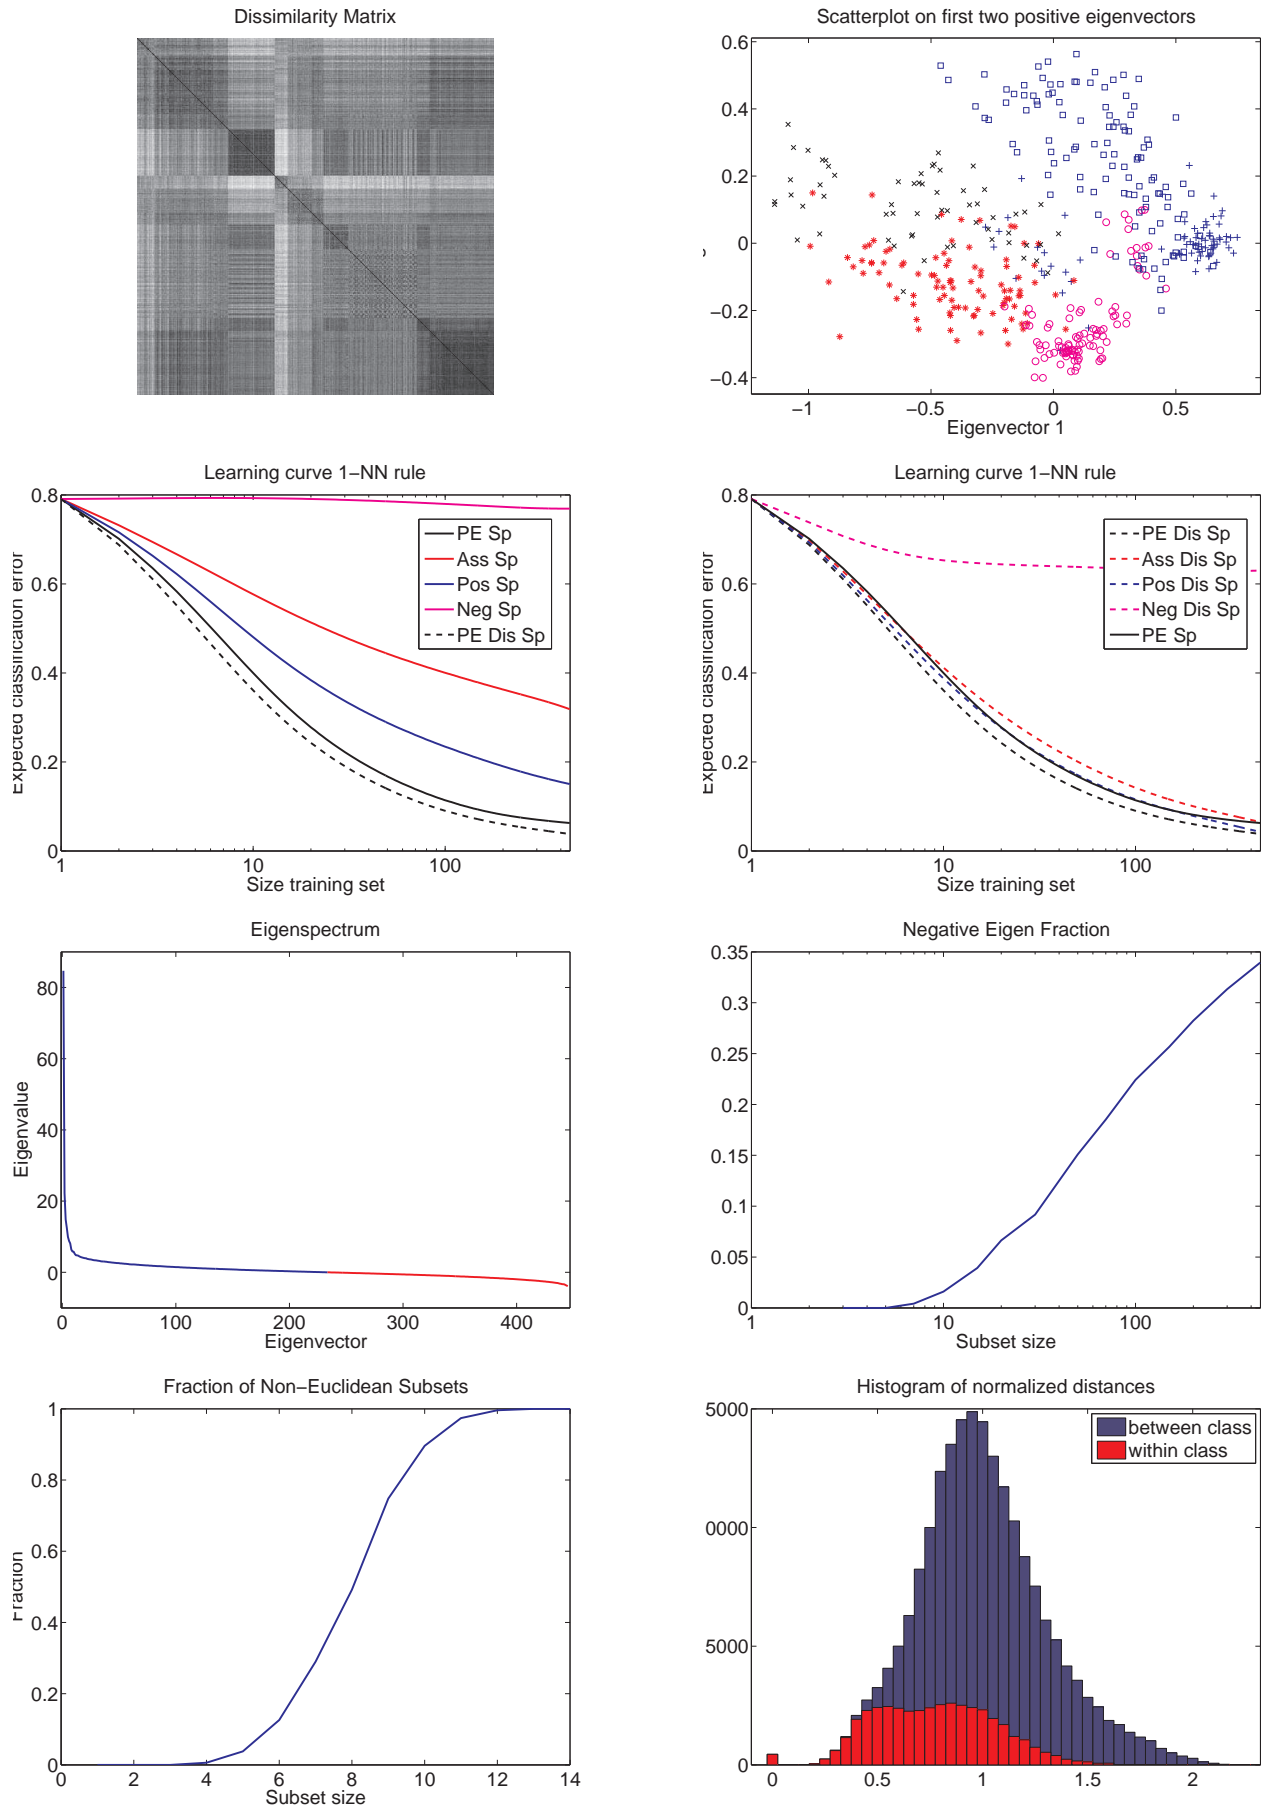 Dissimilarity Matrix
Scatterplot on first two positive eigenvectors
0.6
0.4
0.2
0
−0.2
−0.4
−1
−0.5
0
0.5
Eigenvector 1
Learning curve 1−NN rule
0.8
0.6
0.4
0.2
0
1
10
100
Expected classification error
Size training set
PE Sp
Ass Sp
Pos Sp
Neg Sp
PE Dis Sp
Learning curve 1−NN rule
0.8
0.6
0.4
0.2
0
1
10
100
Expected classification error
Size training set
PE Dis Sp
Ass Dis Sp
Pos Dis Sp
Neg Dis Sp
PE Sp
Eigenspectrum
80
60
40
20
0
0
100
200
300
400
Eigenvalue
Eigenvector
Negative Eigen Fraction
0.35
0.3
0.25
0.2
0.15
0.1
0.05
0
1
10
100
Subset size
Fraction of Non−Euclidean Subsets
1
0.8
0.6
0.4
0.2
0
0
2
4
6
8
10
12
14
Fraction
Subset size
Histogram of normalized distances
5000
0000
5000
0
0
0.5
1
1.5
2
between class
within class